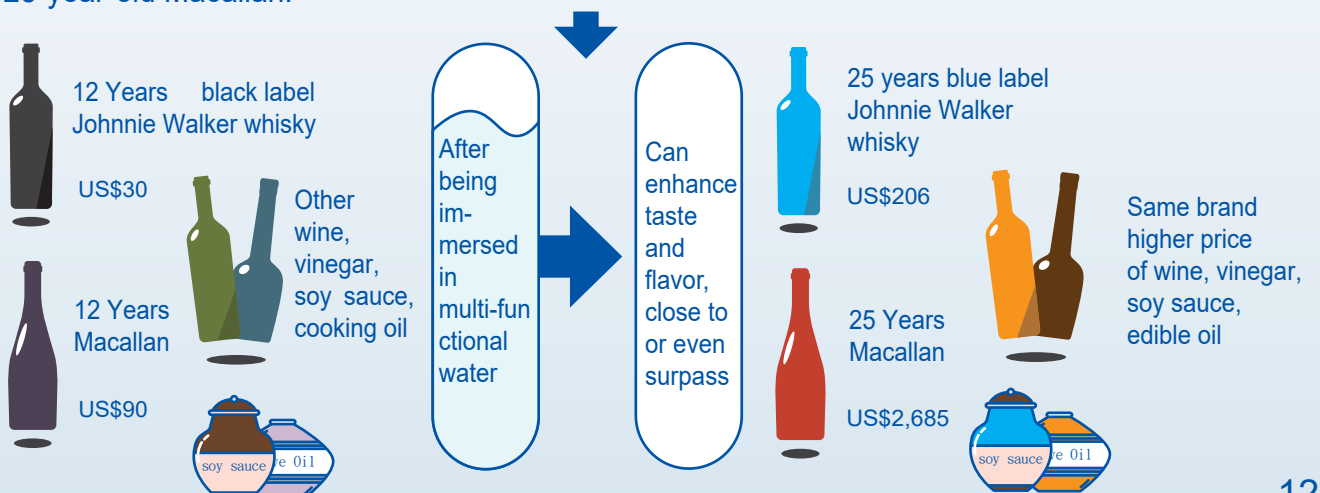 12 Years black label
Johnnie Walker whisky
US$30
Other
wine,
vinegar,
soy sauce,
cooking oil
12 Years
Macallan
US$90
soy sauce
Oil
After
being
im-
mersed
in
multi-fun
ctional
water
Can
enhance
taste
and
flavor,
close to
or even
surpass
25 years blue label
Johnnie Walker
whisky
US$206
Same brand
higher price
of wine, vinegar,
soy sauce,
edible oil
25 Years
Macallan
US$2,685
soy sauce
Oil
12